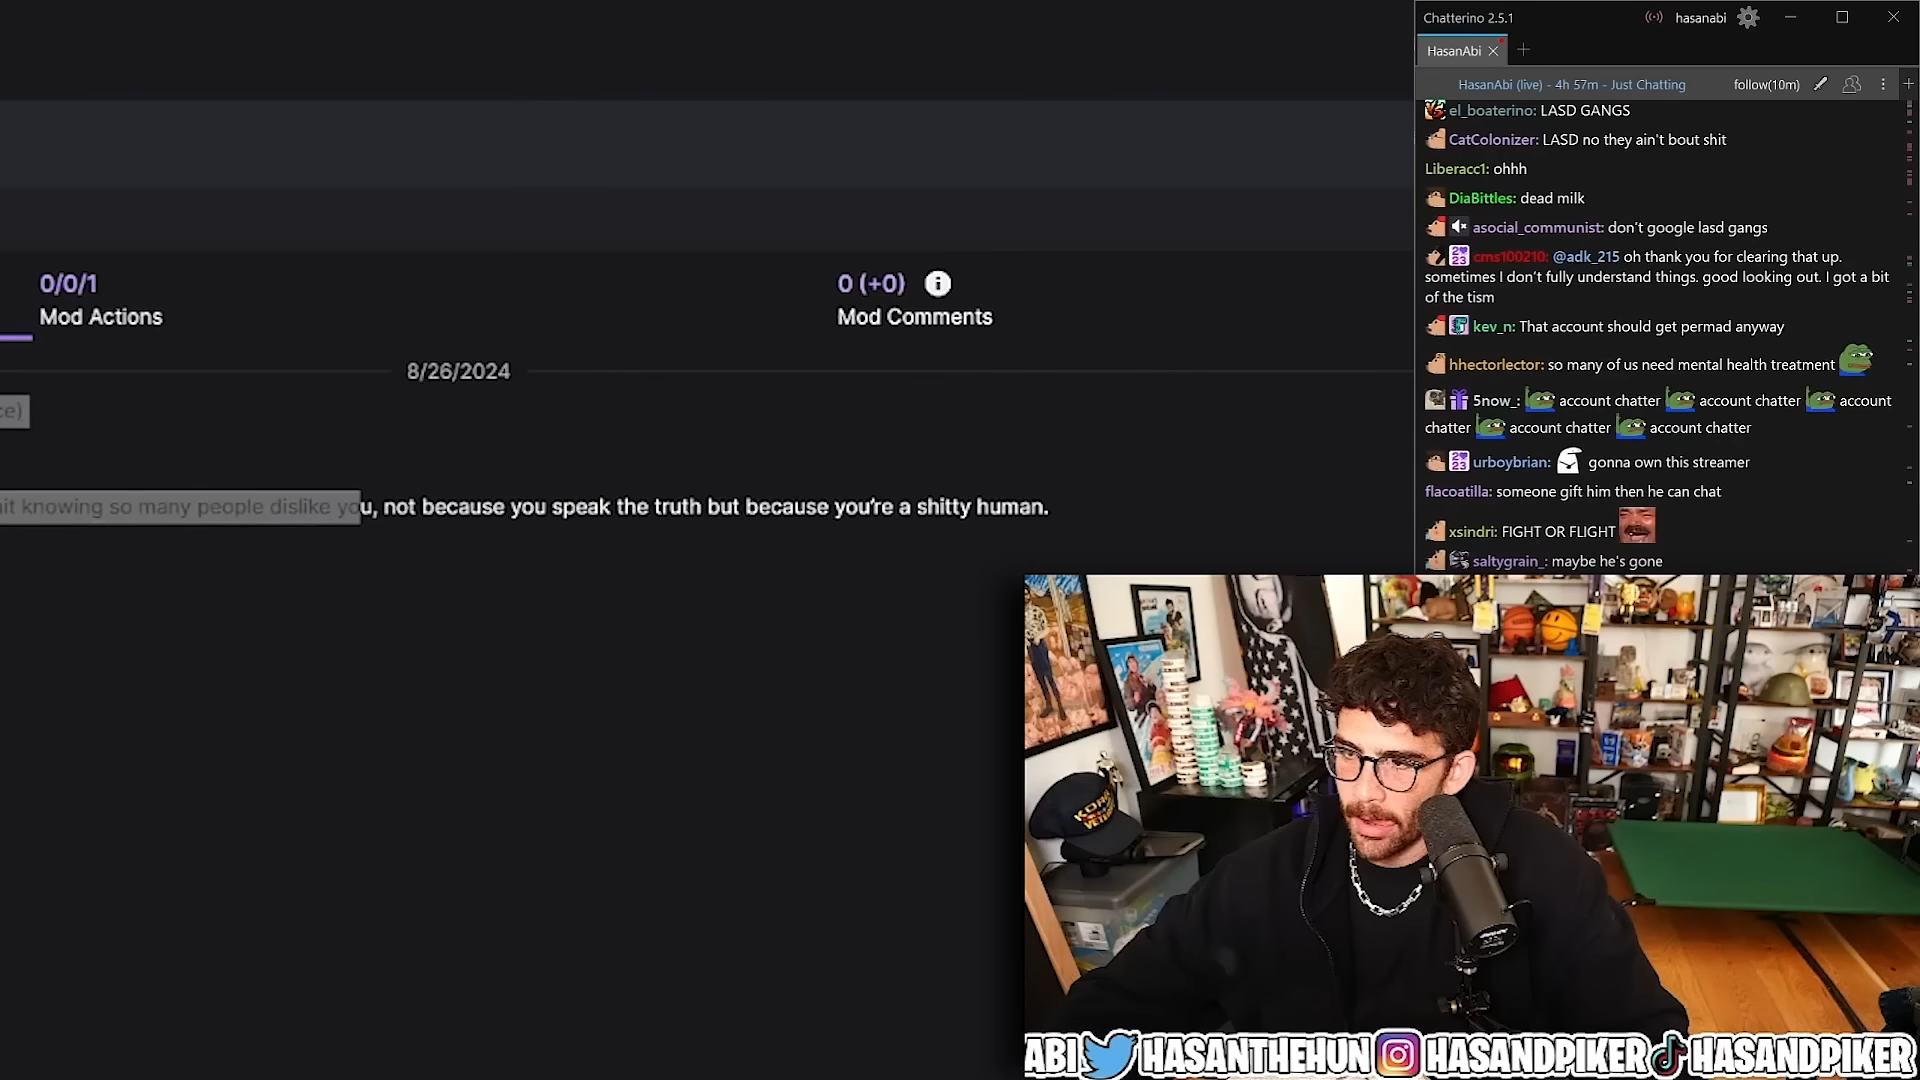 Chatterino 2.5.1
hasanabi
HasanAbi
HasanAbi (live) - 4h 57m - Just Chatting
follow(10m)
el_boaterino: LASD GANGS
CatColonizer: LASD no they ain't bout shit
Liberacc1: ohhh
DiaBittles: dead milk
asocial_communist: don't google lasd gangs
cms100210: @adk_215 oh thank you for clearing that up.
sometimes I don't fully understand things. good looking out. I got a bit
of the tism
kev_n: That account should get permad anyway
hhectorlector: so many of us need mental health treatment
5now_: account chatter account chatter account
chatter account chatter account chatter
urboybrian: gonna own this streamer
flacoatilla: someone gift him then he can chat
xsindri: FIGHT OR FLIGHT
saltygrain_: maybe he's gone
0/0/1
Mod Actions
0 (+0)
Mod Comments
8/26/2024
ce)
it knowing so many people dislike you, not because you speak the truth but because you're a shitty human.
KOREA
VETERAN
ABI HASANTHEHUN HASANDPIKER HASANDPIKER